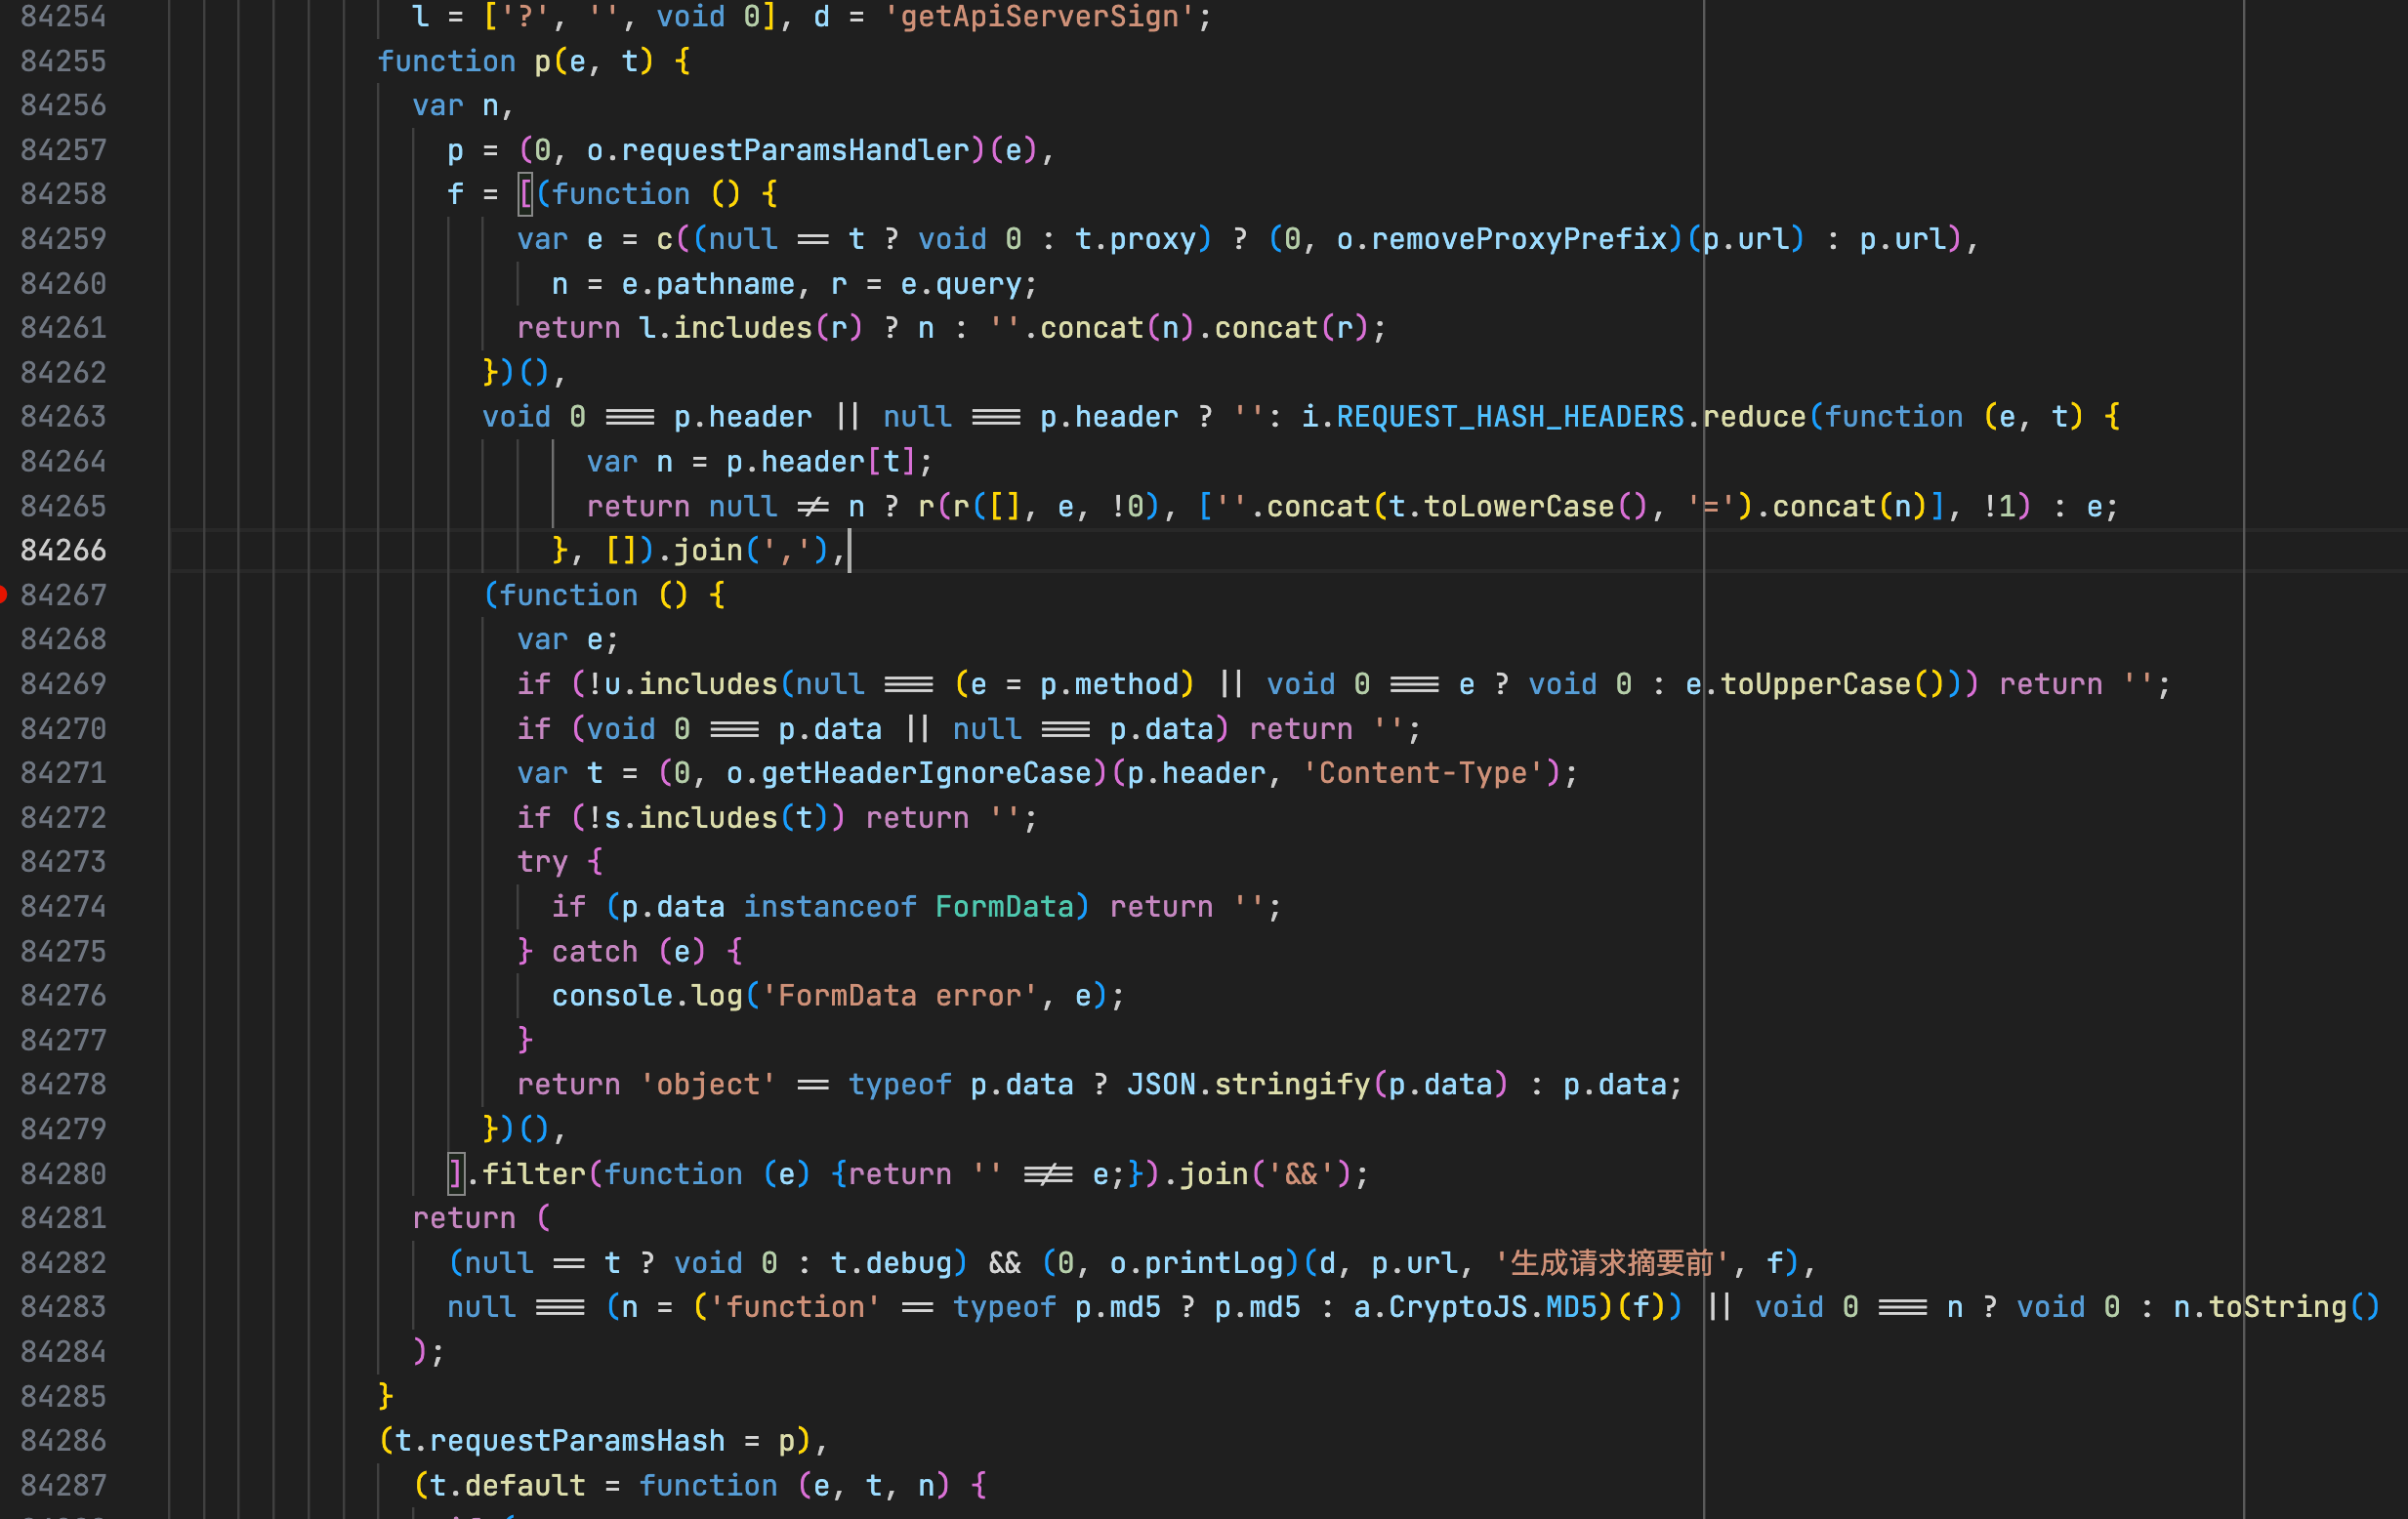 84254 l = ['?', '', void 0], d = 'getApiServerSign';
84255 function p(e, t) {
84256 var n,
84257 p = (0, o.requestParamsHandler)(e),
84258 f = [(function () {
84259 var e = c((null == t ? void 0 : t.proxy) ? (0, o.removeProxyPrefix)(p.url) : p.url),
84260 n = e.pathname, r = e.query;
84261 return l.includes(r) ? n : ''.concat(n).concat(r);
84262 })(),
84263 void 0 === p.header || null === p.header ? '': i.REQUEST_HASH_HEADERS.reduce(function (e, t) {
84264 var n = p.header[t];
84265 return null != n ? r(r([], e, !0), [''.concat(t.toLowerCase(), '=').concat(n)], !1) : e;
84266 }, []).join(','),
84267 (function () {
84268 var e;
84269 if (!u.includes(null === (e = p.method) || void 0 === e ? void 0 : e.toUpperCase())) return '';
84270 if (void 0 === p.data || null === p.data) return '';
84271 var t = (0, o.getHeaderIgnoreCase)(p.header, 'Content-Type');
84272 if (!s.includes(t)) return '';
84273 try {
84274 if (p.data instanceof FormData) return '';
84275 } catch (e) {
84276 console.log('FormData error', e);
84277 }
84278 return 'object' == typeof p.data ? JSON.stringify(p.data) : p.data;
84279 })(),
84280 ].filter(function (e) {return '' !== e;}).join('&&');
84281 return (
84282 (null == t ? void 0 : t.debug) && (0, o.printLog)(d, p.url, '生成请求摘要前', f),
84283 null === (n = ('function' == typeof p.md5 ? p.md5 : a.CryptoJS.MD5)(f)) || void 0 === n ? void 0 : n.toString()
84284 );
84285 }
84286 (t.requestParamsHash = p),
84287 (t.default = function (e, t, n) {